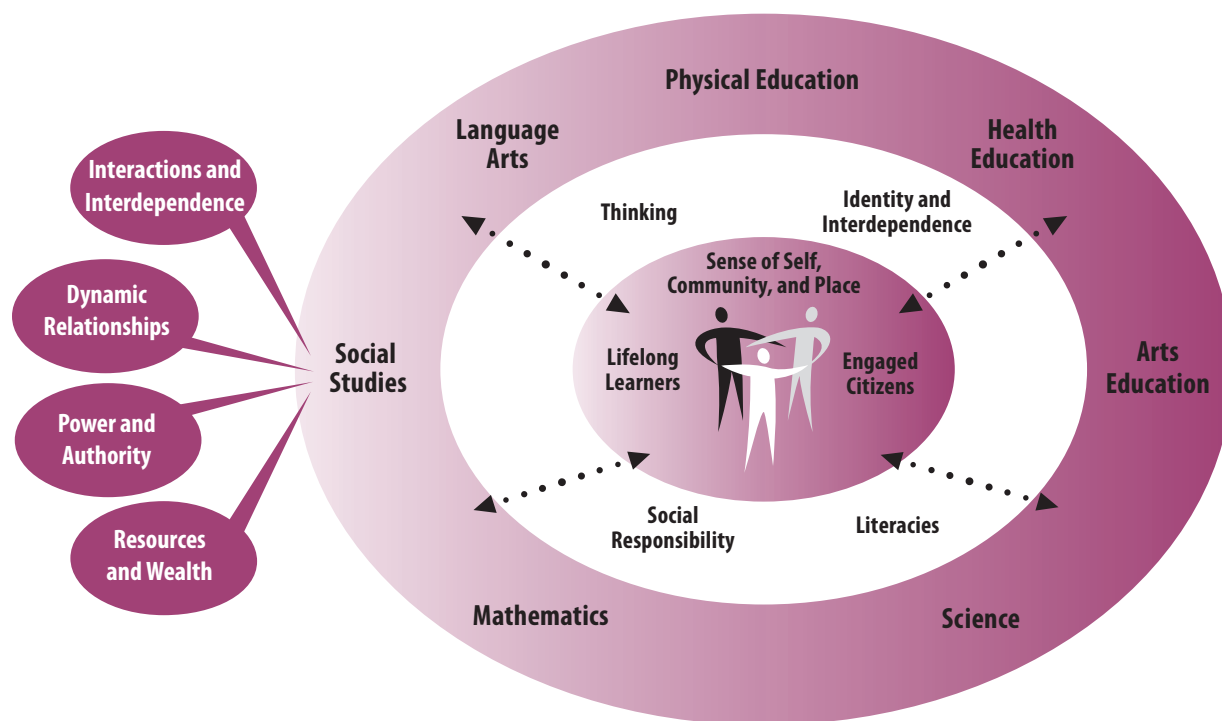 Physical Education
Language
Arts
Health
Education
Interactions and
Interdependence
Thinking
Identity and
Interdependence
Sense of Self,
Community, and Place
Dynamic
Relationships
Social
Studies
Lifelong
Learners
Engaged
Citizens
Arts
Education
Power and
Authority
Resources
and Wealth
Social
Responsibility
Literacies
Mathematics
Science